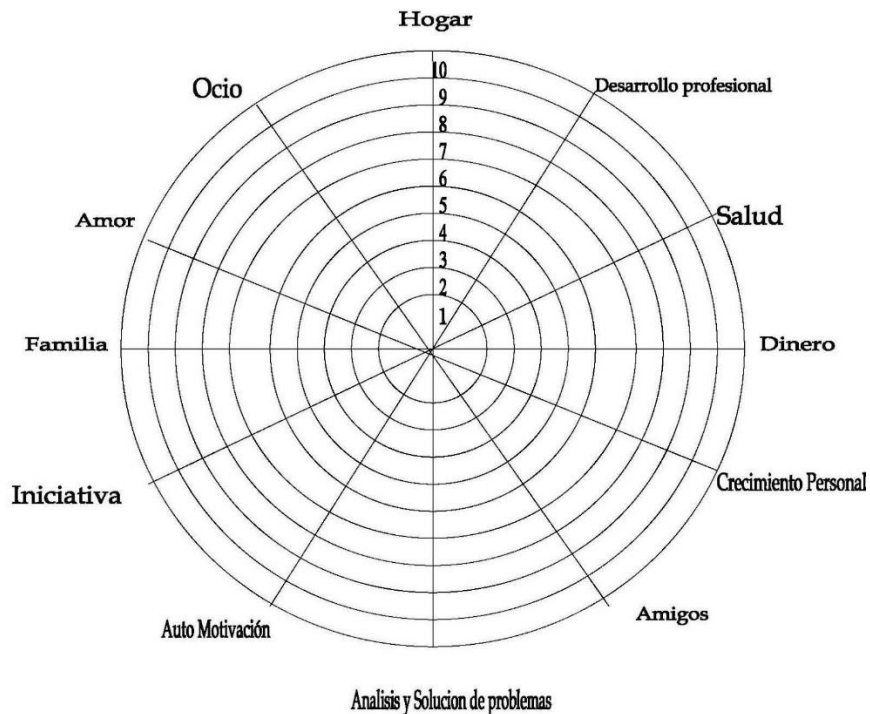 Hogar
10
Ocio
Desarrollo profesional
9
8
7
6
Amor
Salud
5
4
3
2
1
Familia
Dinero
Iniciativa
Crecimiento Personal
Auto Motivación
Amigos
Analisis y Solucion de problemas